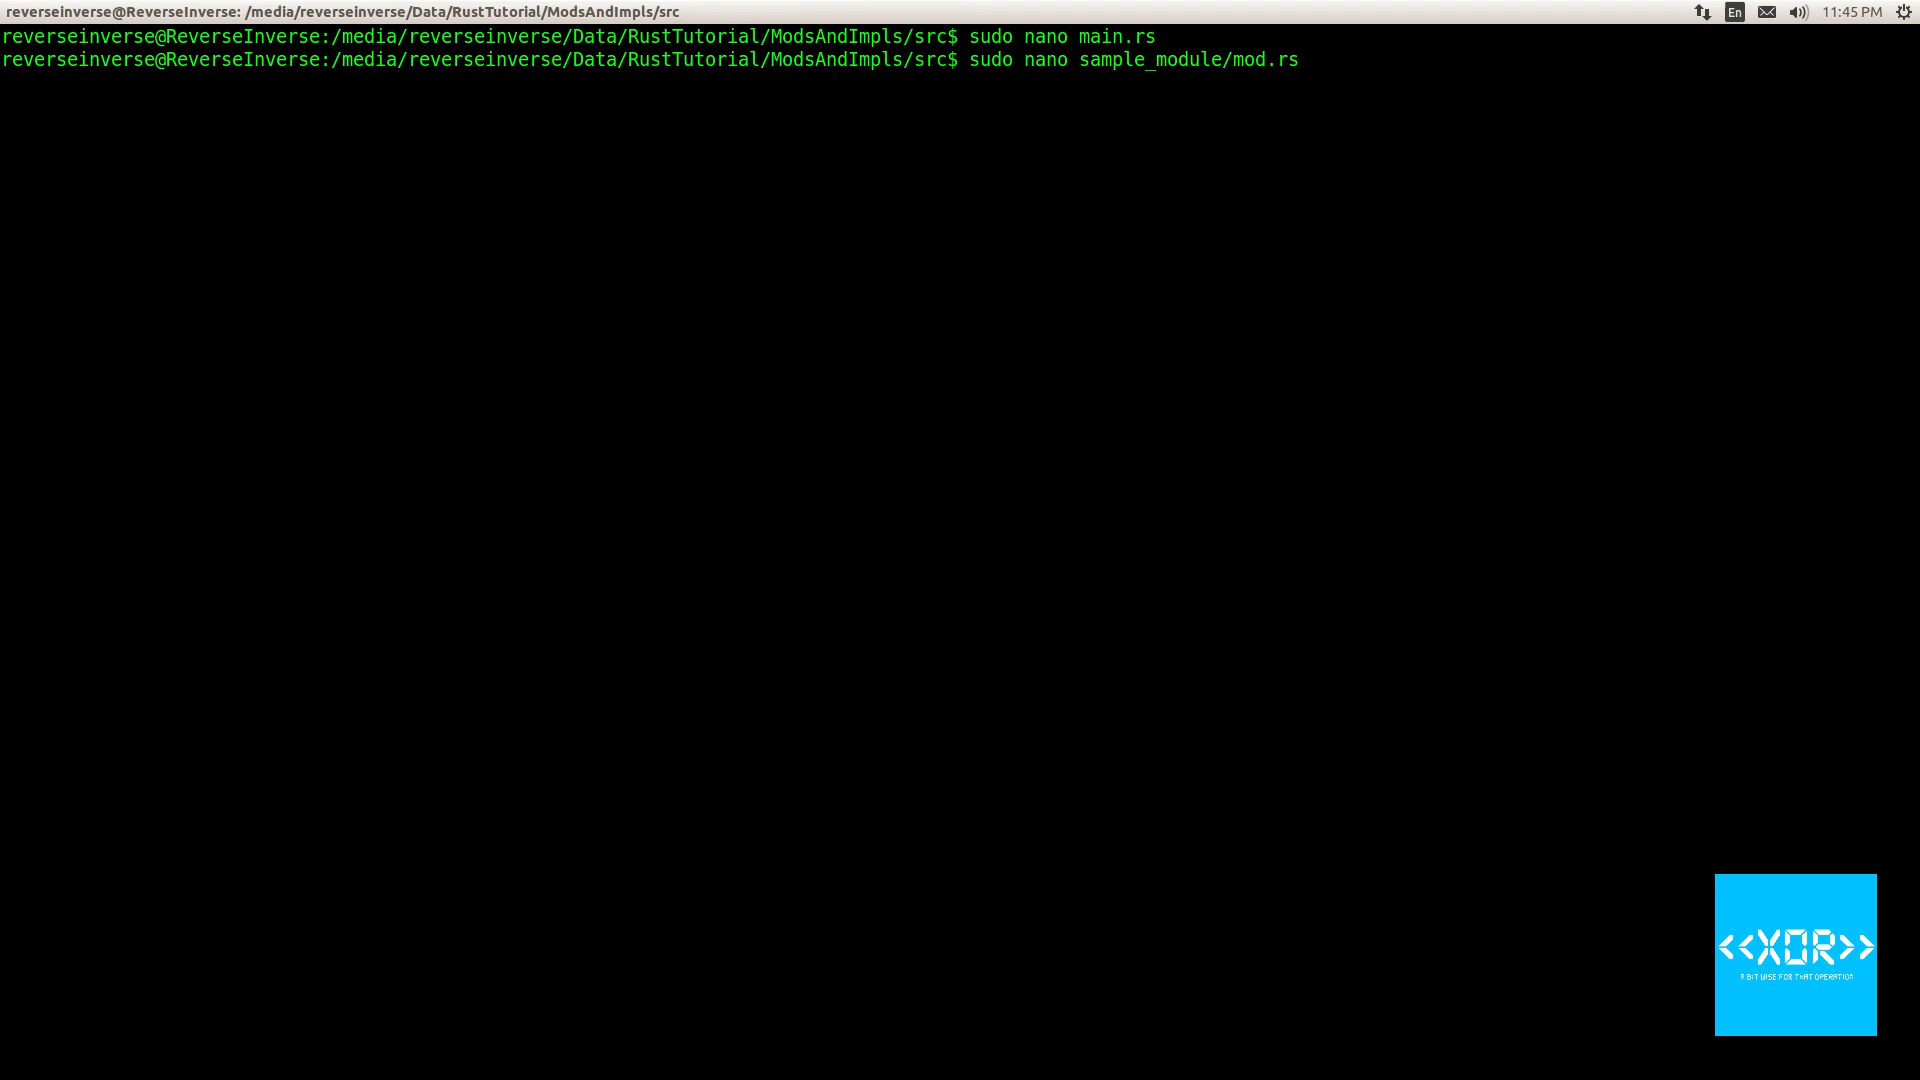 reverseinverse@ReverseInverse: /media/reverseinverse/Data/RustTutorial/ModsAndImpls/src
En
11:45 PM
reverseinverse@ReverseInverse:/media/reverseinverse/Data/RustTutorial/ModsAndImpls/src$ sudo nano main.rs
reverseinverse@ReverseInverse:/media/reverseinverse/Data/RustTutorial/ModsAndImpls/src$ sudo nano sample_module/mod.rs
<<XOR>>
A BIT WISE FOR THAT OPERATION